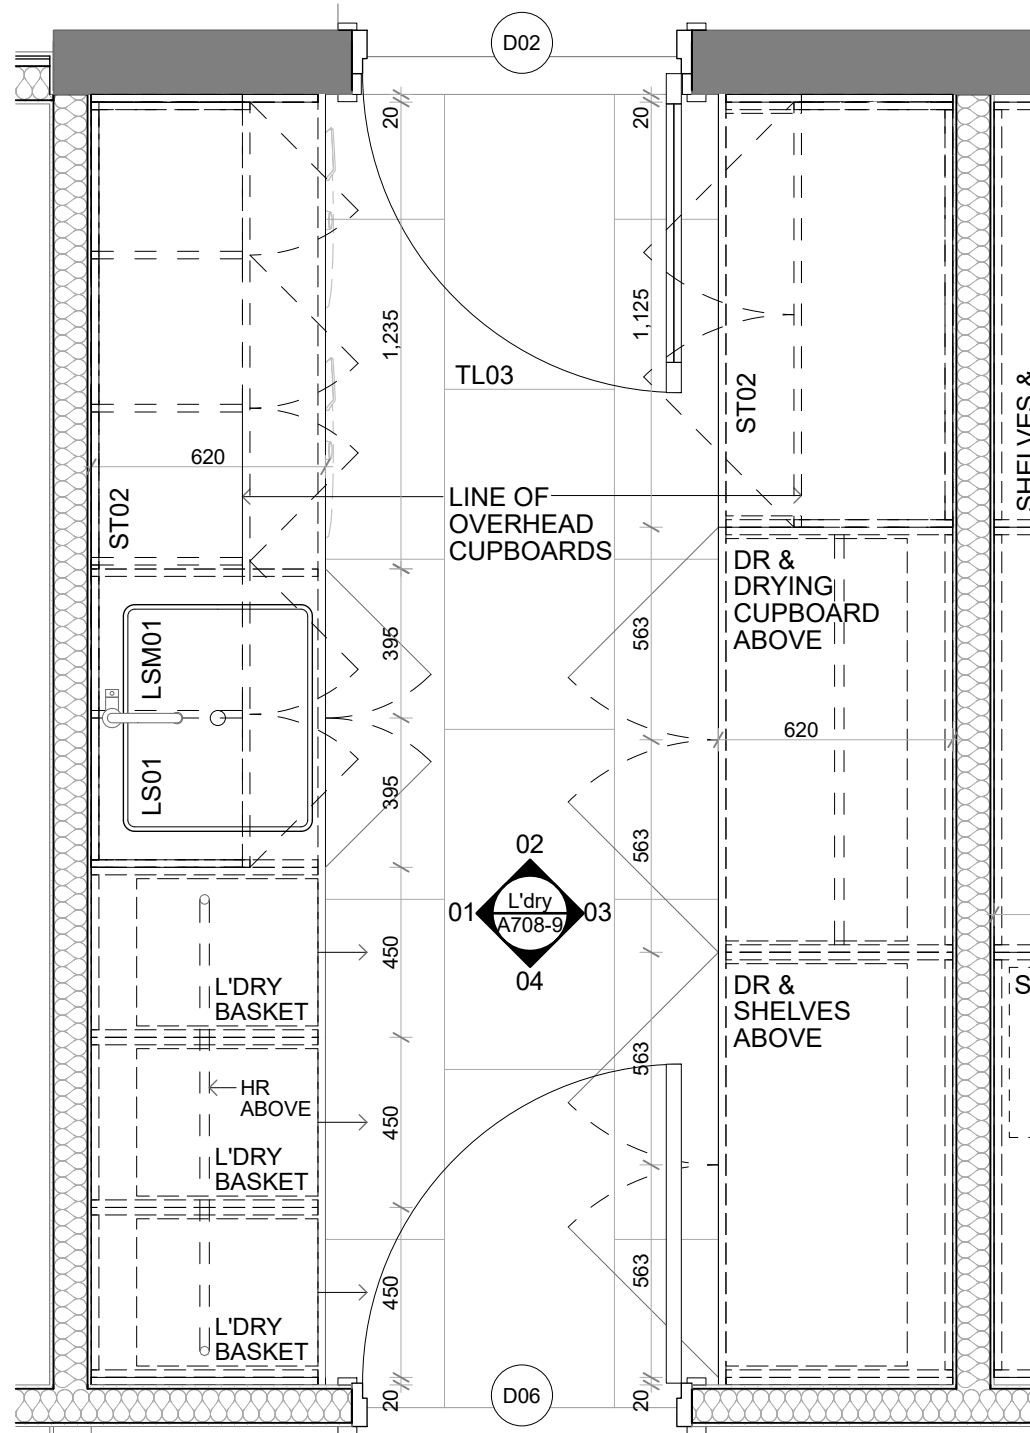 D02
20
20
1,235
1,125
TL03
ST02
SHELVES &
620
ST02
LINE OF
OVERHEAD
CUPBOARDS
DR &
DRYING
CUPBOARD
ABOVE
LSM01
395
563
620
LS01
395
563
02
01
L'dry
A708-9
03
04
450
L'DRY
BASKET
DR &
SHELVES
ABOVE
S
563
HR
ABOVE
450
L'DRY
BASKET
563
450
L'DRY
BASKET
20
D06
20